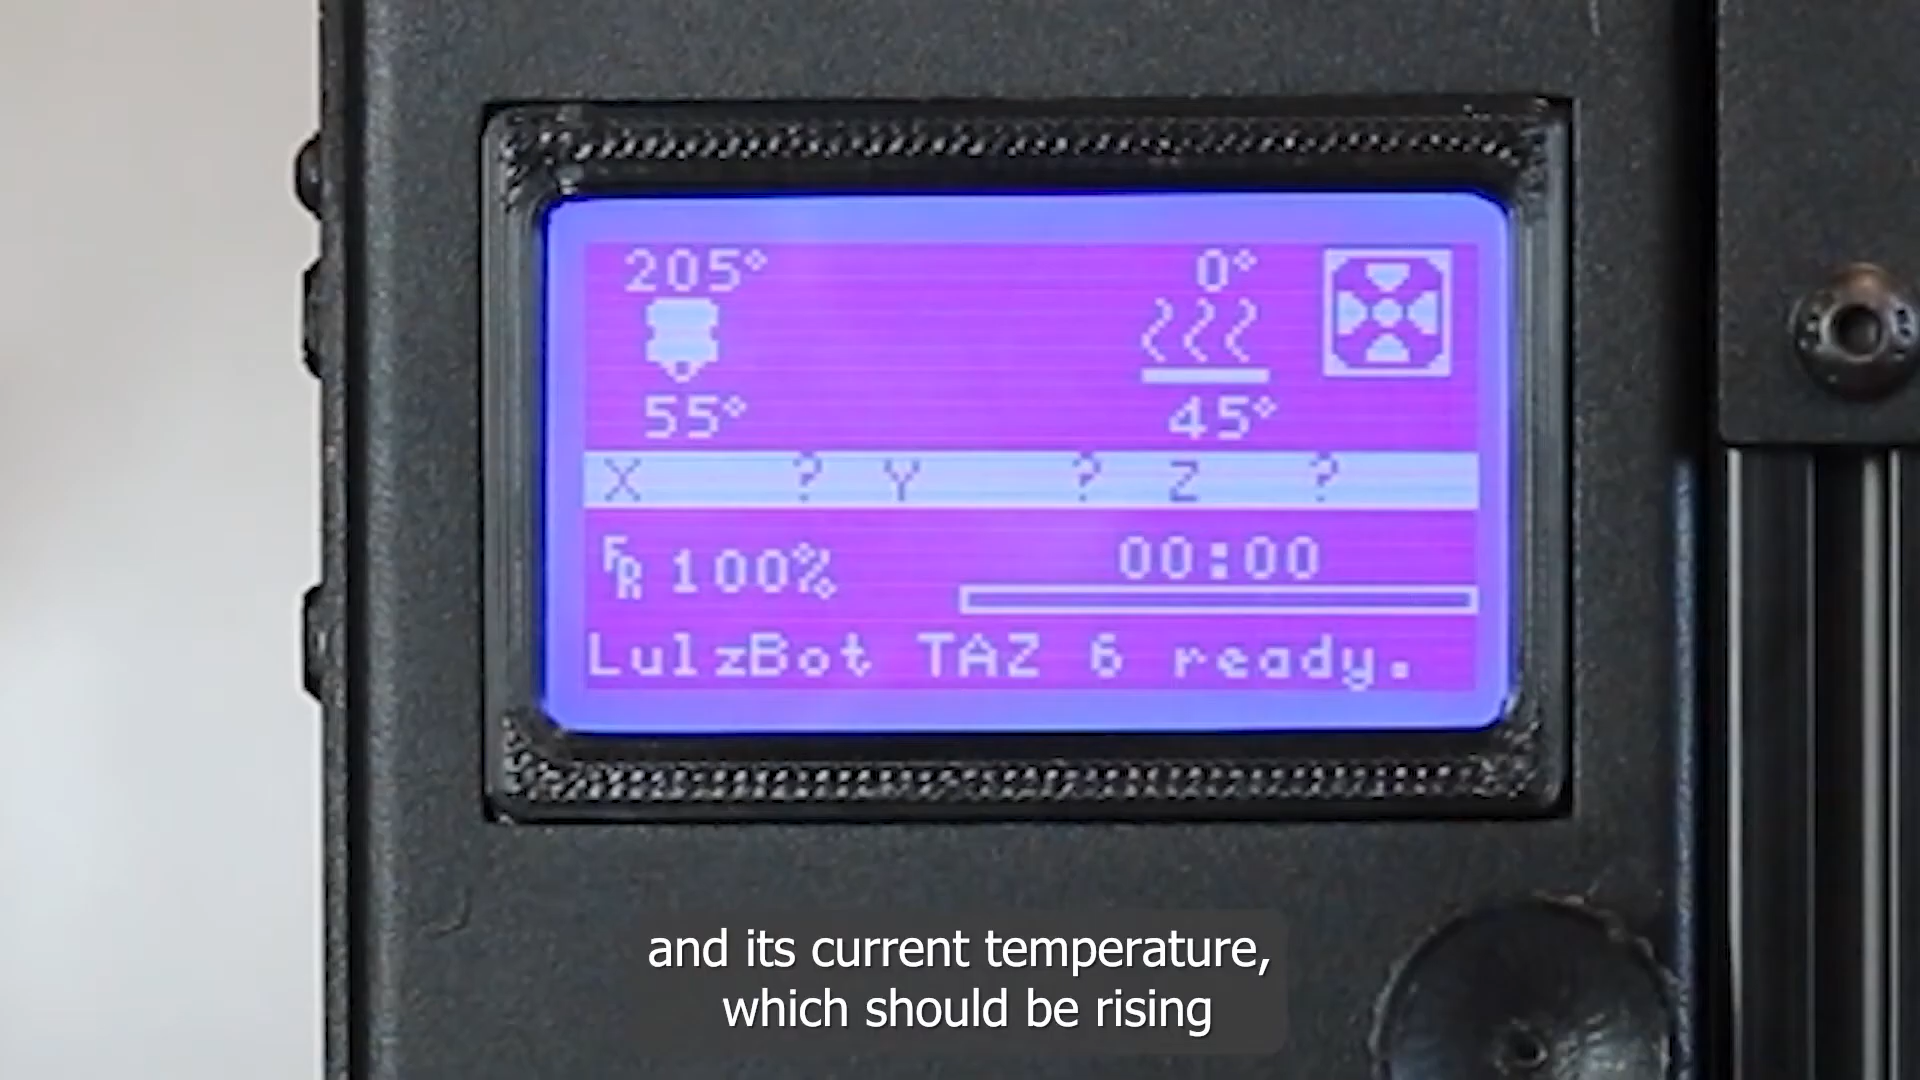 205° 0°
55° 45°
X ? Y ? Z ?
FR 100% 00:00
LulzBot TAZ 6 ready.
and its current temperature,
which should be rising